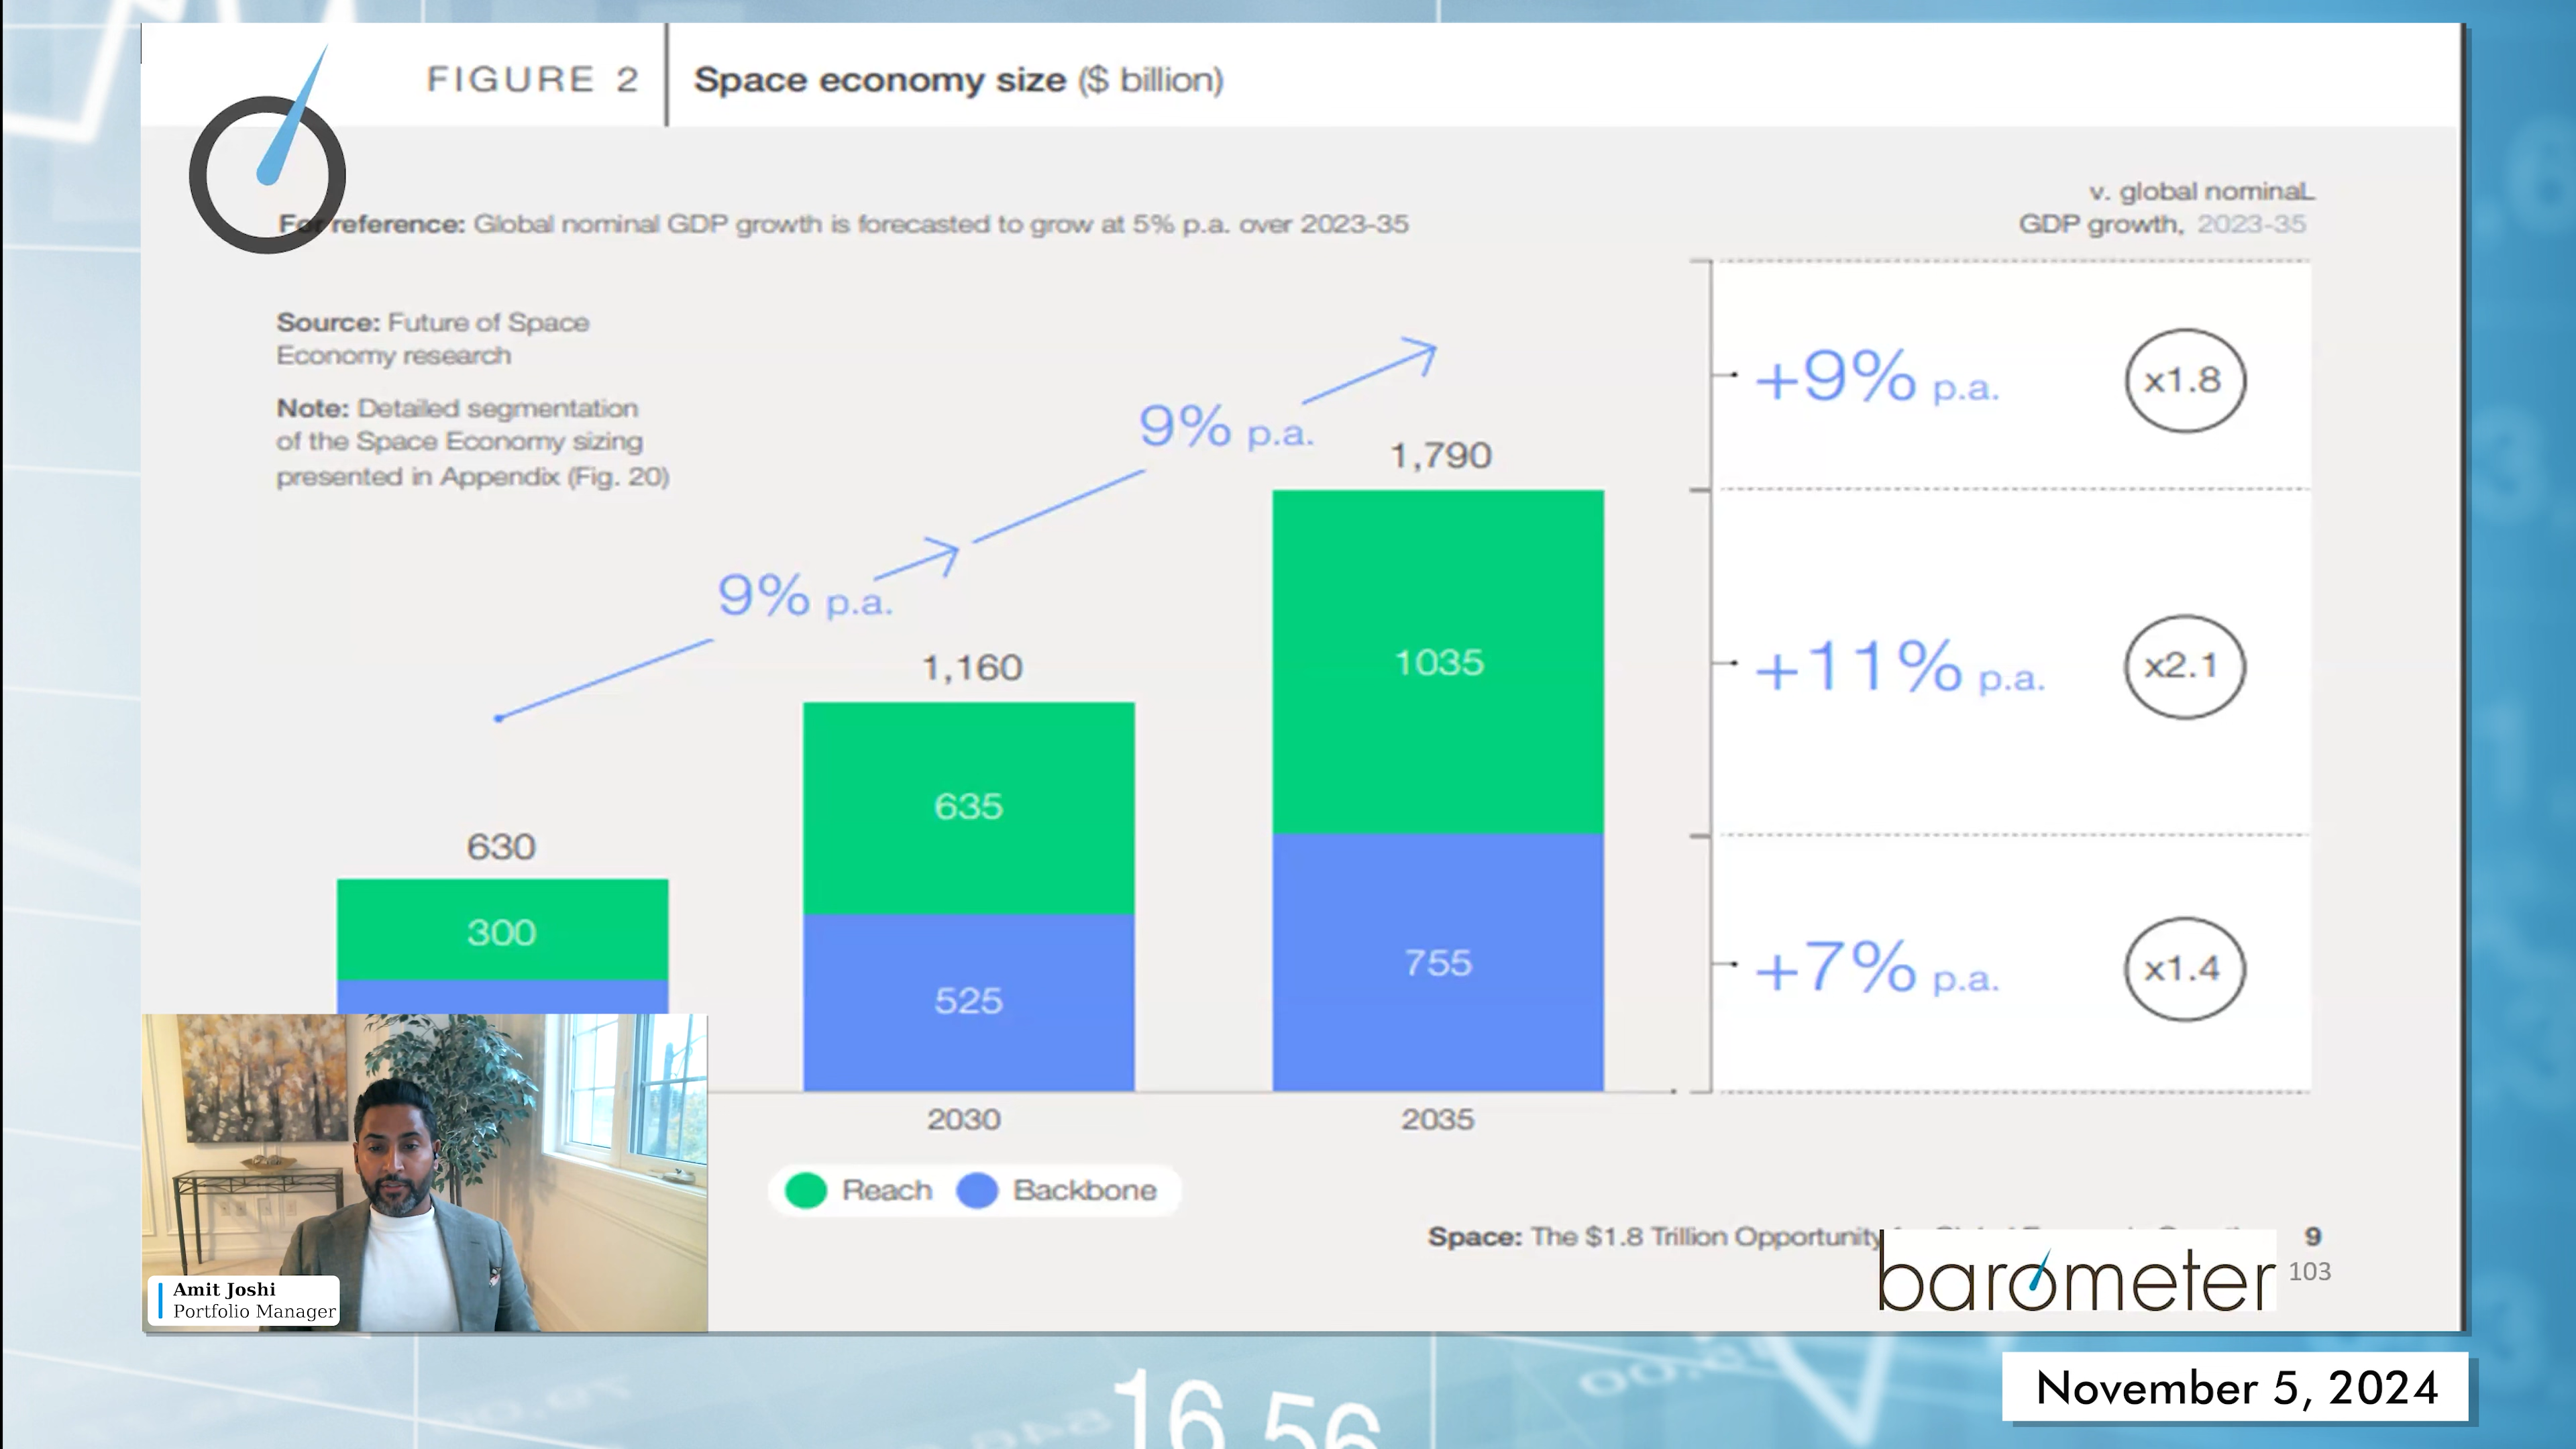 FIGURE 2
Space economy size ($ billion)
For reference: Global nominal GDP growth is forecasted to grow at 5% p.a. over 2023-35
v. global nominaL
GDP growth, 2023-35
Source: Future of Space
Economy research
Note: Detailed segmentation
of the Space Economy sizing
presented in Appendix (Fig. 20)
9% p.a.
9% p.a.
630
300
1,160
635
525
1,790
1035
755
+9% p.a.
x1.8
+11% p.a.
x2.1
+7% p.a.
x1.4
2030
2035
Reach
Backbone
Space: The $1.8 Trillion Opportunity
9
barometer
103
Amit Joshi
Portfolio Manager
November 5, 2024
16.56